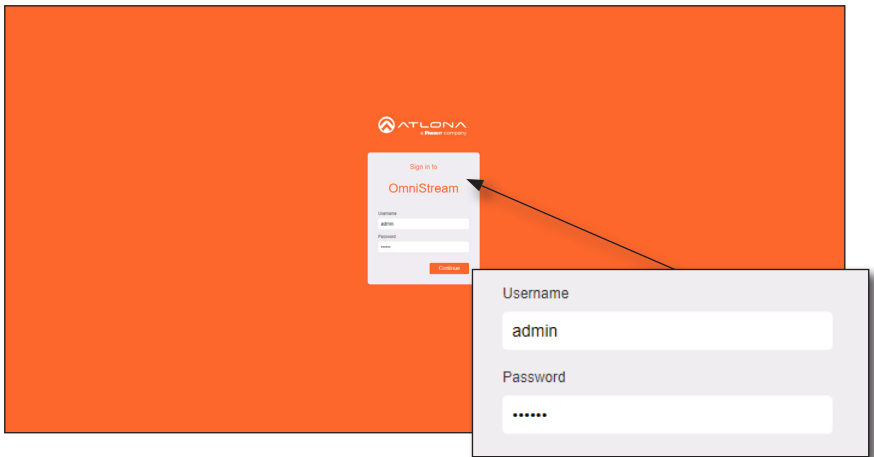 ATLONA
a Panduit company
Sign in to
OmniStream
Username
admin
Password
••••••
Continue
Username
admin
Password
••••••